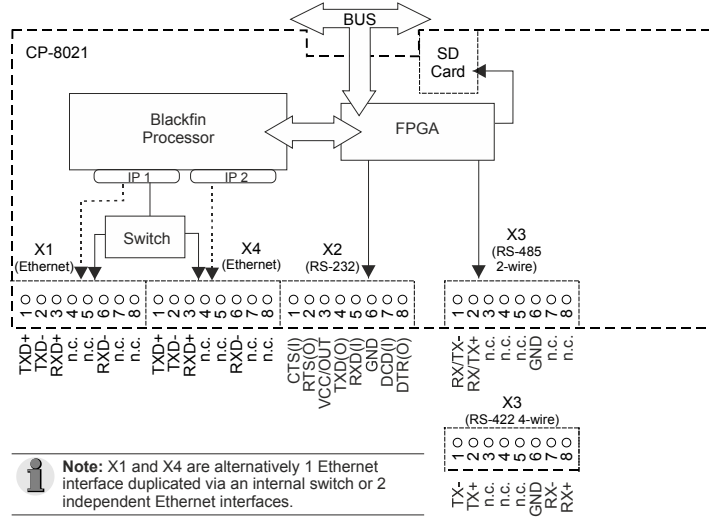 BUS
CP-8021
SD
Card
Blackfin
Processor
FPGA
IP 1
IP 2
Switch
X1
(Ethernet)
X4
(Ethernet)
X2
(RS-232)
X3
(RS-485
2-wire)
1 2 3 4 5 6 7 8
1 2 3 4 5 6 7 8
1 2 3 4 5 6 7 8
1 2 3 4 5 6 7 8
TXD+
TXD-
RXD+
n.c.
n.c.
RXD-
n.c.
n.c.
TXD+
TXD-
RXD+
n.c.
n.c.
RXD-
n.c.
n.c.
CTS(I)
RTS(O)
VCC/OUT
TXD(O)
RXD(I)
GND
DCD(I)
DTR(O)
RX/TX-
RX/TX+
n.c.
n.c.
n.c.
GND
n.c.
n.c.
X3
(RS-422 4-wire)
1 2 3 4 5 6 7 8
TX-
TX+
n.c.
n.c.
n.c.
GND
RX-
RX+
Note: X1 and X4 are alternatively 1 Ethernet
interface duplicated via an internal switch or 2
independent Ethernet interfaces.